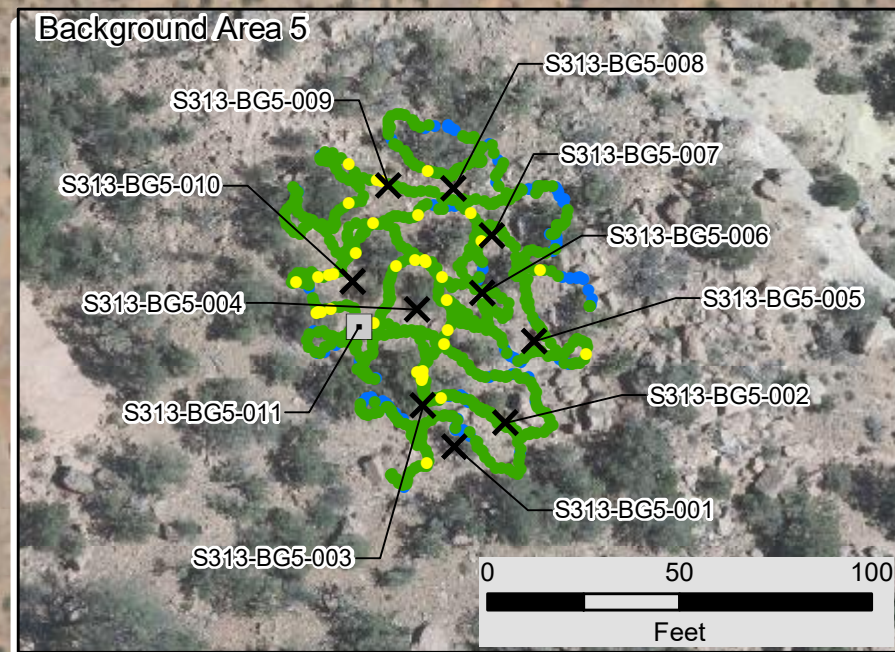 Background Area 5
S313-BG5-008
S313-BG5-009
S313-BG5-007
S313-BG5-010
S313-BG5-006
S313-BG5-004
S313-BG5-005
S313-BG5-002
S313-BG5-011
S313-BG5-001
S313-BG5-003
0 50 100
Feet